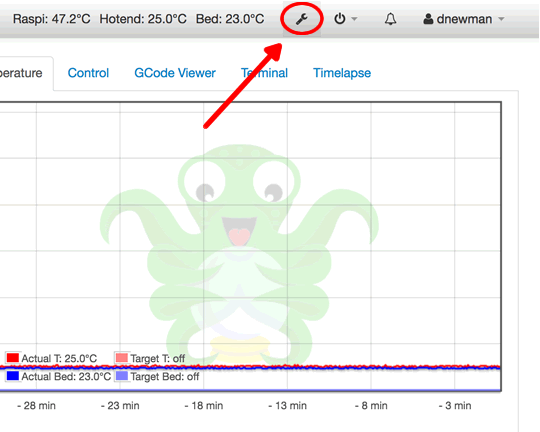 Raspi: 47.2°C Hotend: 25.0°C Bed: 23.0°C dnewman
perature Control GCode Viewer Terminal Timelapse
Actual T: 25.0°C Target T: off
Actual Bed: 23.0°C Target Bed: off
- 28 min - 23 min - 18 min - 13 min - 8 min - 3 min